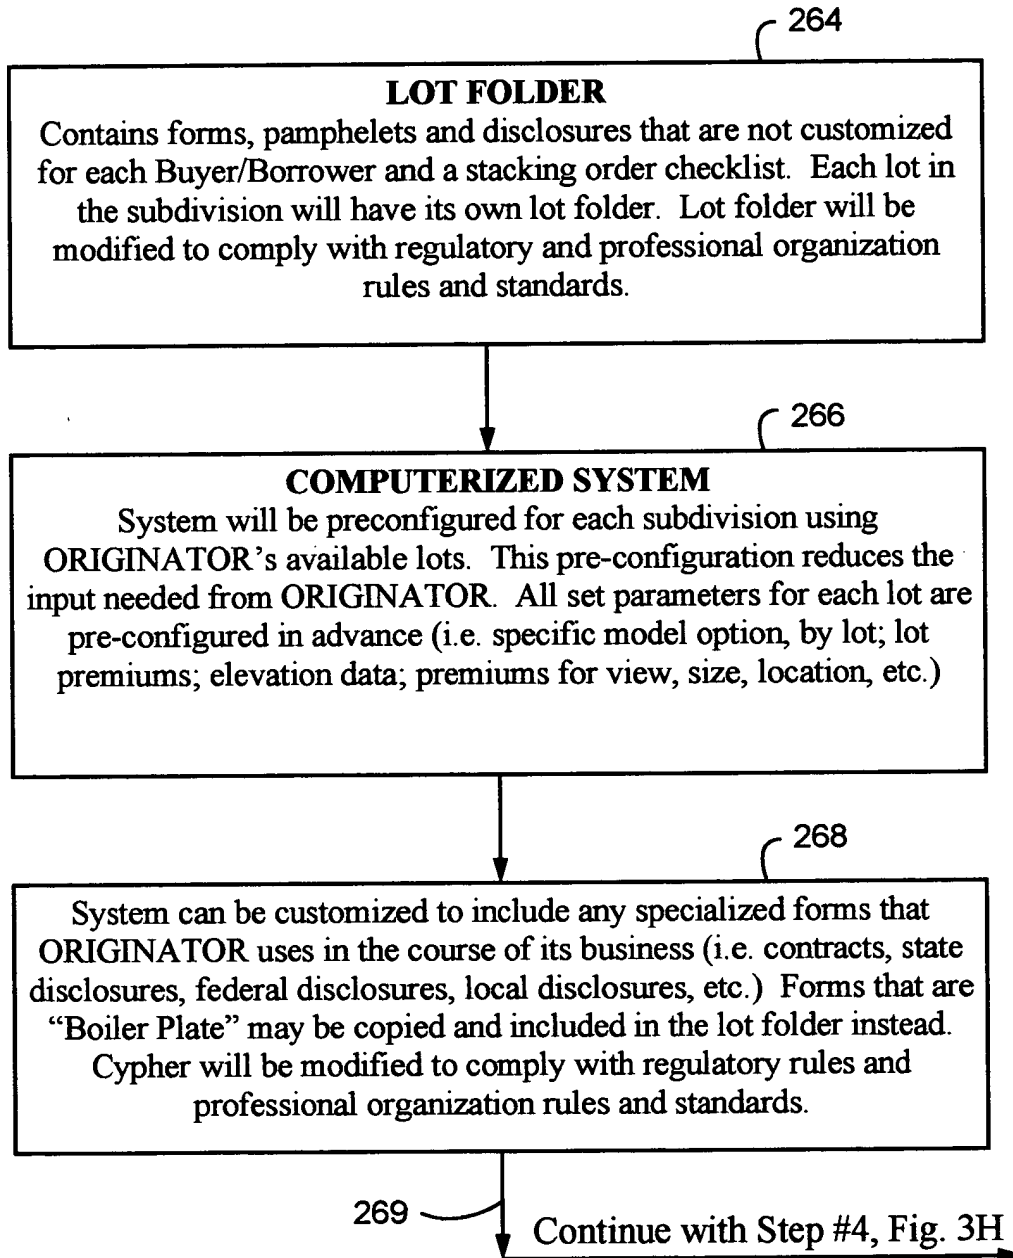 264
LOT FOLDER
Contains forms, pamphelets and disclosures that are not customized
for each Buyer/Borrower and a stacking order checklist. Each lot in
the subdivision will have its own lot folder. Lot folder will be
modified to comply with regulatory and professional organization
rules and standards.
266
COMPUTERIZED SYSTEM
System will be preconfigured for each subdivision using
ORIGINATOR's available lots. This pre-configuration reduces the
input needed from ORIGINATOR. All set parameters for each lot are
pre-configured in advance (i.e. specific model option, by lot; lot
premiums; elevation data; premiums for view, size, location, etc.)
268
System can be customized to include any specialized forms that
ORIGINATOR uses in the course of its business (i.e. contracts, state
disclosures, federal disclosures, local disclosures, etc.) Forms that are
“Boiler Plate” may be copied and included in the lot folder instead.
Cypher will be modified to comply with regulatory rules and
professional organization rules and standards.
269
Continue with Step #4, Fig. 3H